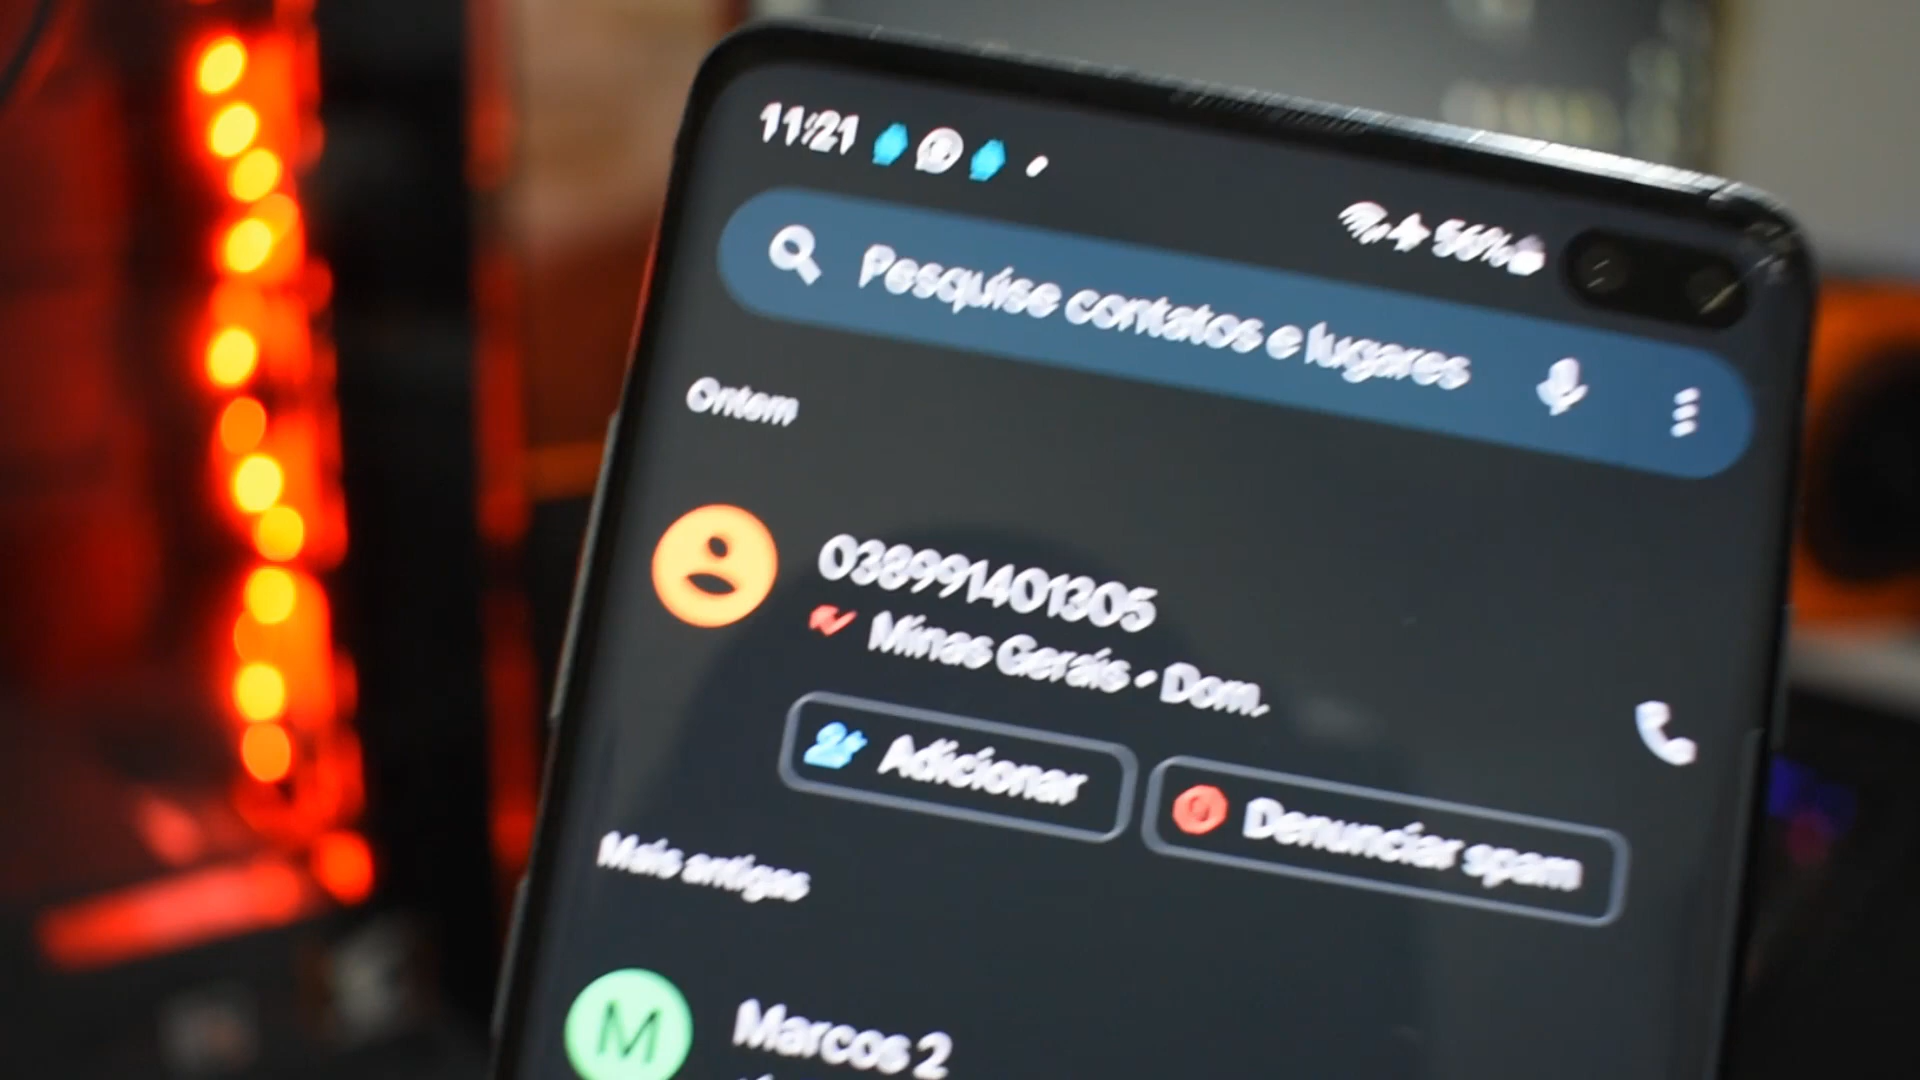 11:21
56%
Pesquise contatos e lugares
Ontem
038991401305
Minas Gerais • Dom.
Adicionar
Denunciar spam
Mais antigas
M
Marcos 2